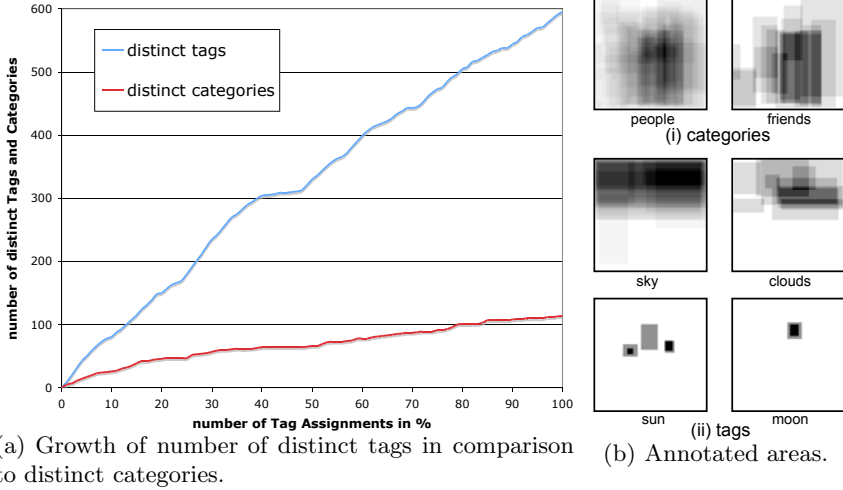 600
500
400
300
200
100
0
number of distinct Tags and Categories
distinct tags
distinct categories
0 10 20 30 40 50 60 70 80 90 100
number of Tag Assignments in %
a) Growth of number of distinct tags in comparison
to distinct categories.
people friends
(i) categories
sky clouds
sun moon
(ii) tags
(b) Annotated areas.